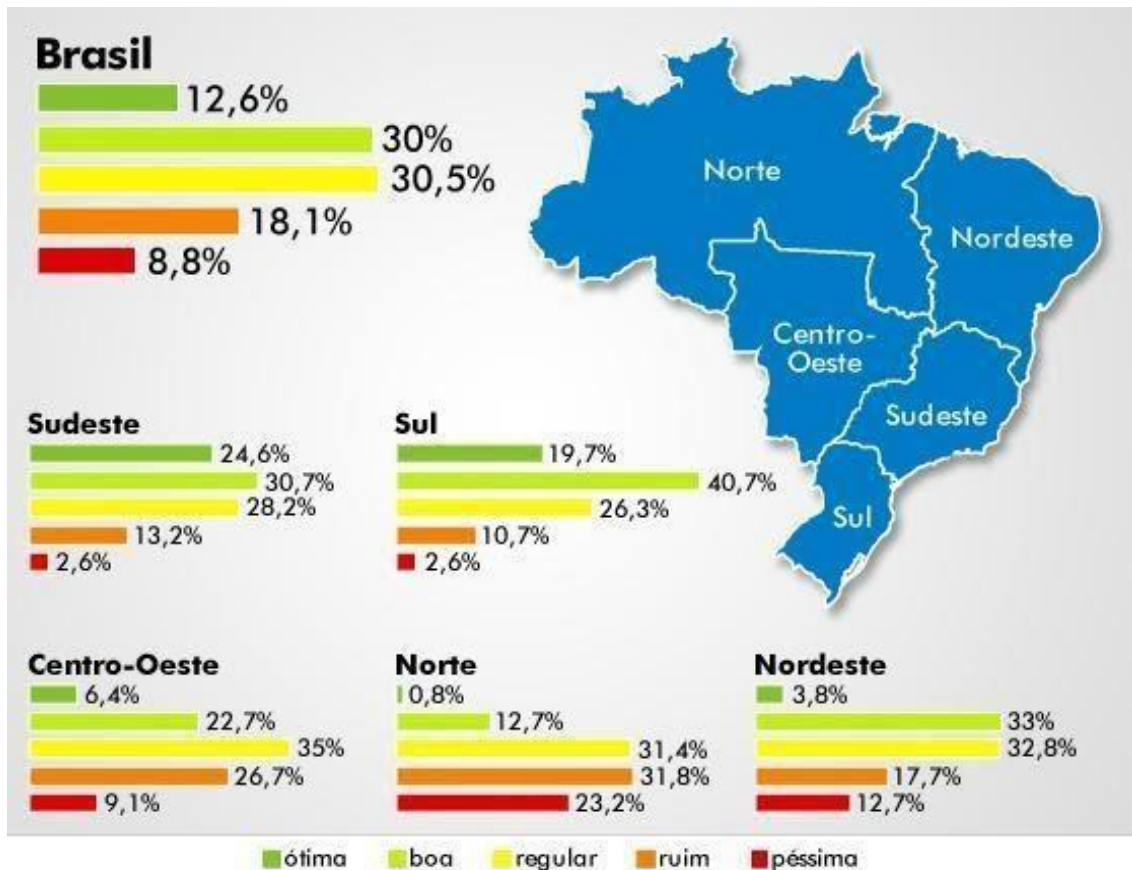 Brasil
12,6%
30%
30,5%
18,1%
8,8%
Norte
Nordeste
Centro-
Oeste
Sudeste
Sul
Sudeste
24,6%
30,7%
28,2%
13,2%
2,6%
Sul
19,7%
40,7%
26,3%
10,7%
2,6%
Centro-Oeste
6,4%
22,7%
35%
26,7%
9,1%
Norte
0,8%
12,7%
31,4%
31,8%
23,2%
Nordeste
3,8%
33%
32,8%
17,7%
12,7%
ótima boa regular ruim péssima